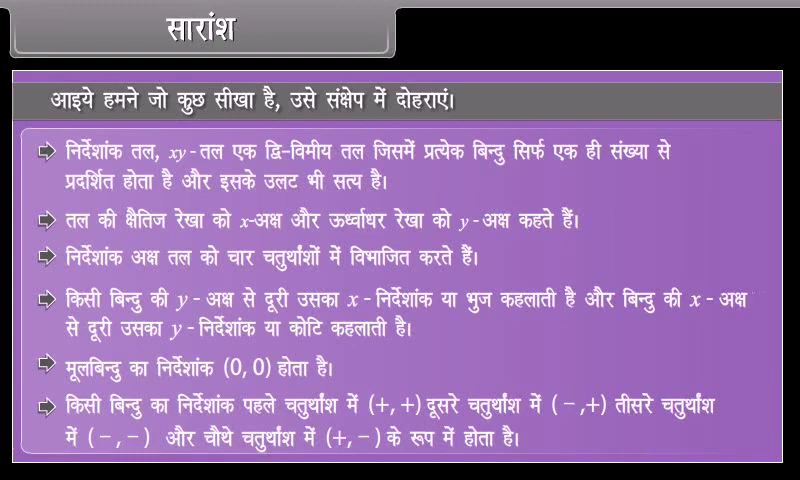 सारांश
आइये हमने जो कुछ सीखा है, उसे संक्षेप में दोहराएं।
निर्देशांक तल, xy - तल एक द्वि-विमीय तल जिसमें प्रत्येक बिन्दु सिर्फ एक ही संख्या से
प्रदर्शित होता है और इसके उलट भी सत्य है।
तल की क्षैतिज रेखा को x-अक्ष और ऊर्ध्वाधर रेखा को y - अक्ष कहते हैं।
निर्देशांक अक्ष तल को चार चतुर्थांशों में विभाजित करते हैं।
किसी बिन्दु की y - अक्ष से दूरी उसका x - निर्देशांक या भुज कहलाती है और बिन्दु की x - अक्ष
से दूरी उसका y - निर्देशांक या कोटि कहलाती है।
मूलबिन्दु का निर्देशांक (0, 0) होता है।
किसी बिन्दु का निर्देशांक पहले चतुर्थांश में (+, +) दूसरे चतुर्थांश में ( – ,+) तीसरे चतुर्थांश
में ( – , – ) और चौथे चतुर्थांश में (+, – ) के रूप में होता है।